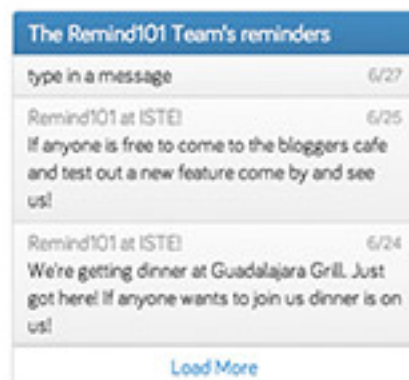 The Remind101 Team's reminders
type in a message 6/27
Remind101 at ISTE! 6/25
If anyone is free to come to the bloggers cafe
and test out a new feature come by and see
us!
Remind101 at ISTE! 6/24
We're getting dinner at Guadalajara Grill. Just
got here! If anyone wants to join us dinner is on
us!
Load More